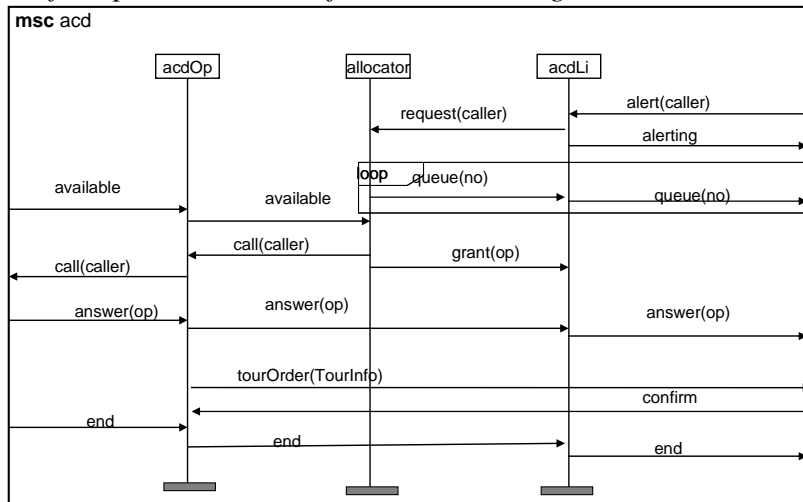 msc acd
acdOp allocator acdLi
alert(caller)
request(caller)
alerting
loop
queue(no)
available
queue(no)
available
call(caller)
grant(op)
call(caller)
answer(op)
answer(op)
answer(op)
tourOrder(TourInfo)
confirm
end
end
end